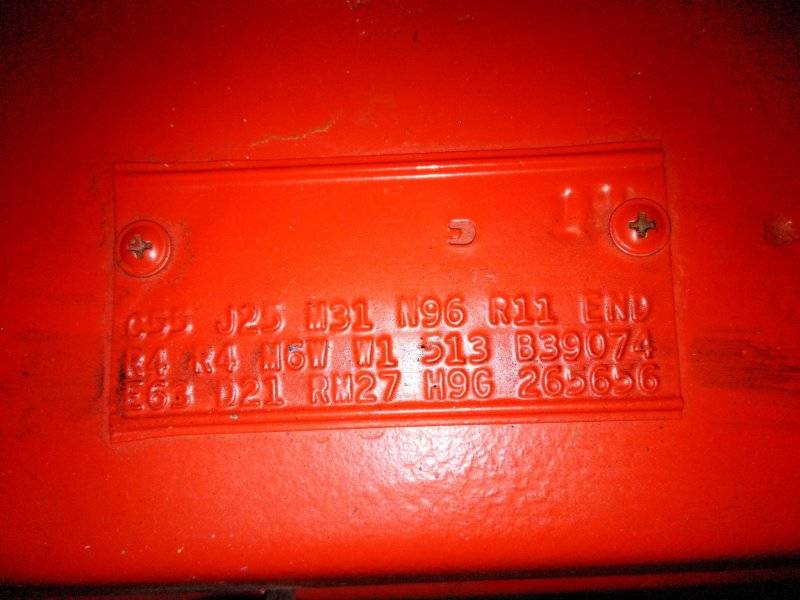 C55 J25 M31 N96 R11 END
R4 R4 M6W W1 513 B39074
E63 D21 RM27 H9G 265656